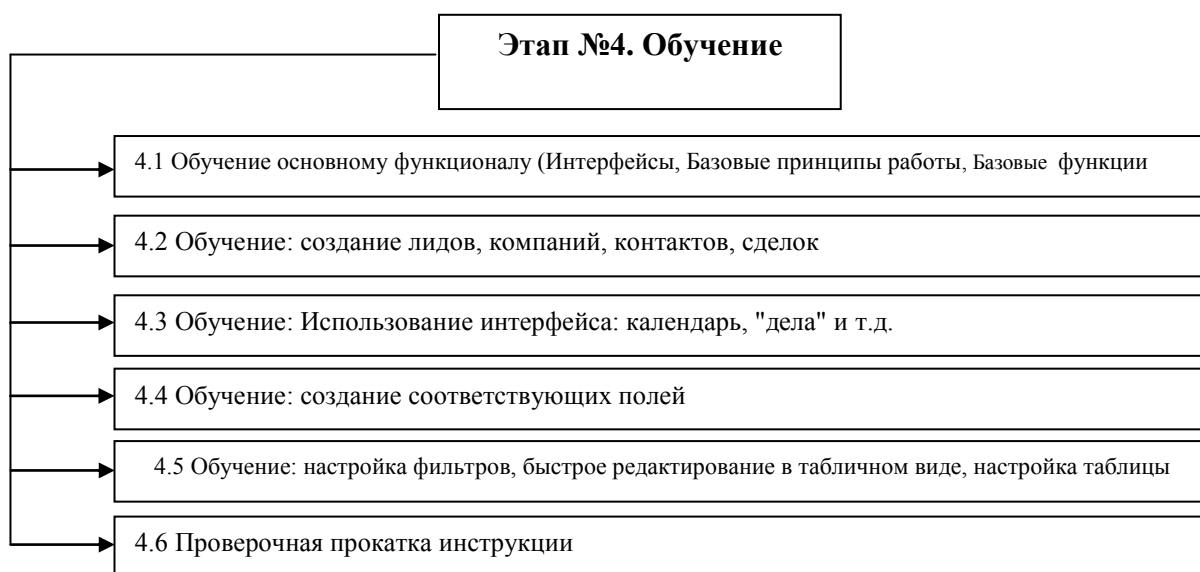 Этап №4. Обучение
4.1 Обучение основному функционалу (Интерфейсы, Базовые принципы работы, Базовые функции
4.2 Обучение: создание лидов, компаний, контактов, сделок
4.3 Обучение: Использование интерфейса: календарь, "дела" и т.д.
4.4 Обучение: создание соответствующих полей
4.5 Обучение: настройка фильтров, быстрое редактирование в табличном виде, настройка таблицы
4.6 Проверочная прокатка инструкции